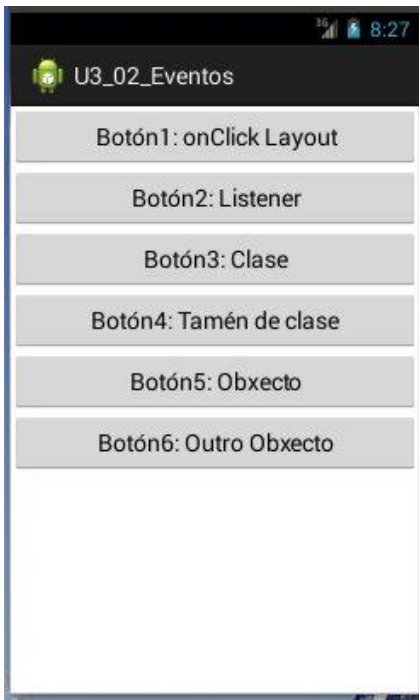 3G 8:27
U3_02_Eventos
Botón1: onClick Layout
Botón2: Listener
Botón3: Clase
Botón4: Tamén de clase
Botón5: Obxecto
Botón6: Outro Obxecto